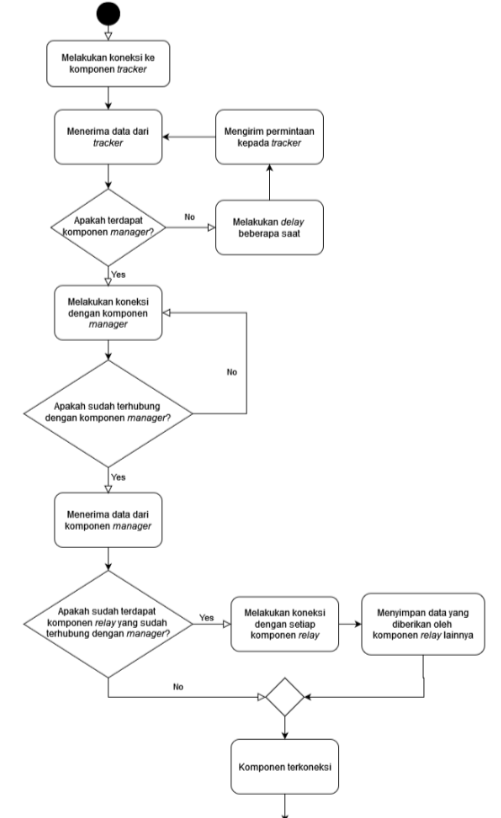 Melakukan koneksi ke
komponen tracker
Menerima data dari
tracker
Mengirim permintaan
kepada tracker
Apakah terdapat
komponen manager?
No
Melakukan delay
beberapa saat
Yes
Melakukan koneksi
dengan komponen
manager
No
Apakah sudah terhubung
dengan komponen manager?
Yes
Menerima data dari
komponen manager
Apakah sudah terdapat
komponen relay yang sudah
terhubung dengan manager?
Yes
Melakukan koneksi
dengan setiap
komponen relay
Menyimpan data yang
diberikan oleh
komponen relay lainnya
No
Komponen terkoneksi